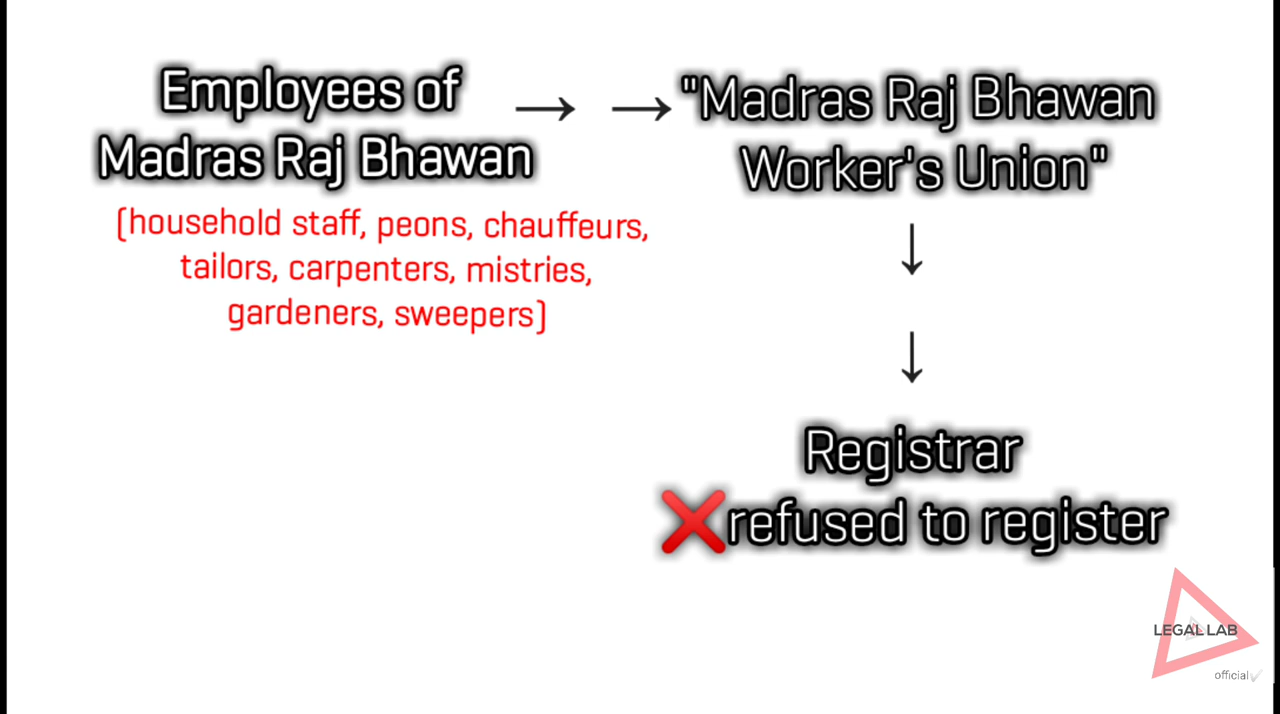 Employees of
Madras Raj Bhawan
(household staff, peons, chauffeurs,
tailors, carpenters, mistries,
gardeners, sweepers)
"Madras Raj Bhawan
Worker's Union"
Registrar
refused to register
LEGAL LAB
official